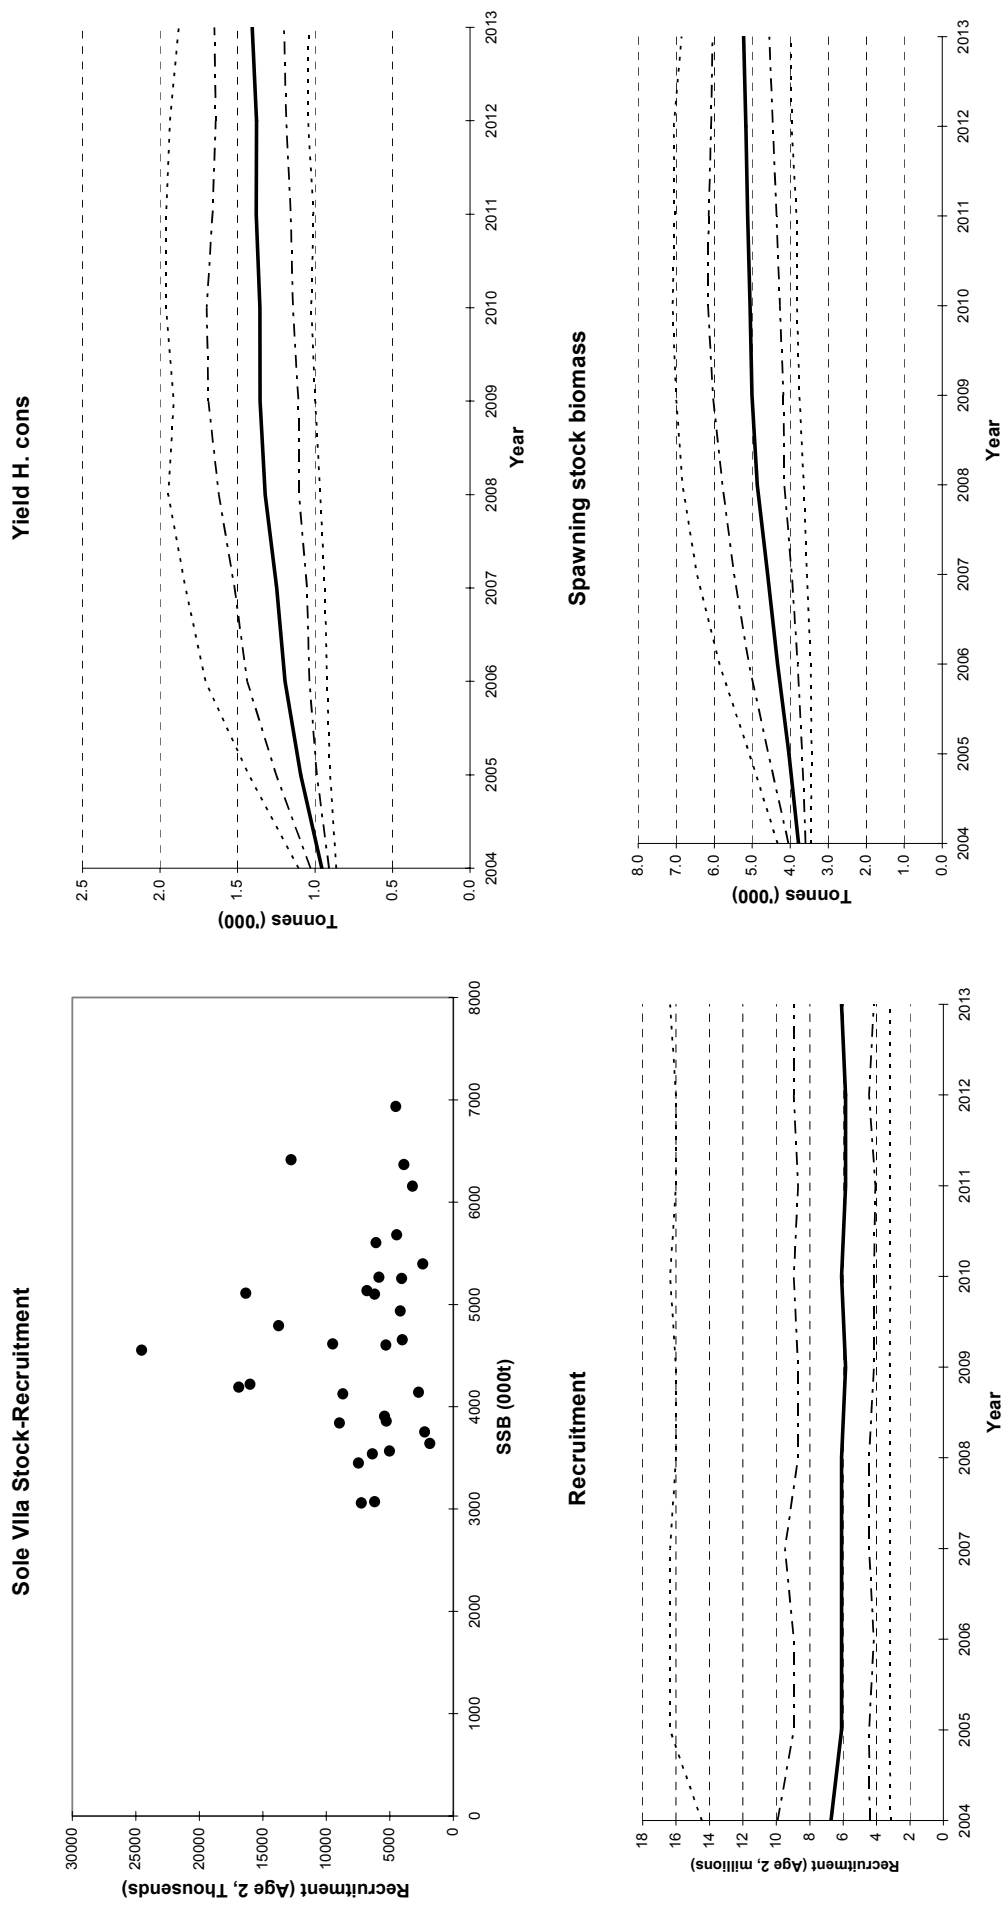 Sole VIIa Stock-Recruitment
Recruitment (Age 2, Thousands)
30000
25000
20000
15000
10000
5000
0
0 1000 2000 3000 4000 5000 6000 7000 8000
SSB (000t)
Yield H. cons
Tonnes ('000)
2.5
2.0
1.5
1.0
0.5
0.0
2004 2005 2006 2007 2008 2009 2010 2011 2012 2013
Year
Recruitment
Recruitment (Age 2, millions)
18
16
14
12
10
8
6
4
2
0
2004 2005 2006 2007 2008 2009 2010 2011 2012 2013
Year
Spawning stock biomass
Tonnes ('000)
8.0
7.0
6.0
5.0
4.0
3.0
2.0
1.0
0.0
2004 2005 2006 2007 2008 2009 2010 2011 2012 2013
Year